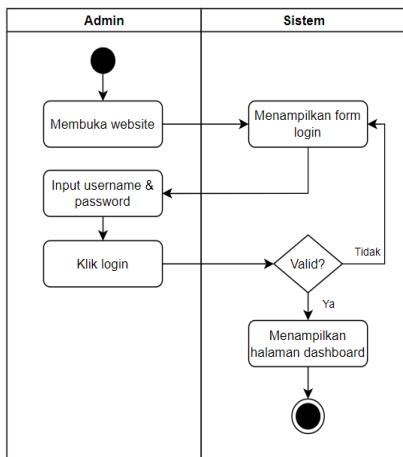 Admin
Sistem
Membuka website
Menampilkan form
login
Input username &
password
Klik login
Valid?
Tidak
Ya
Menampilkan
halaman dashboard